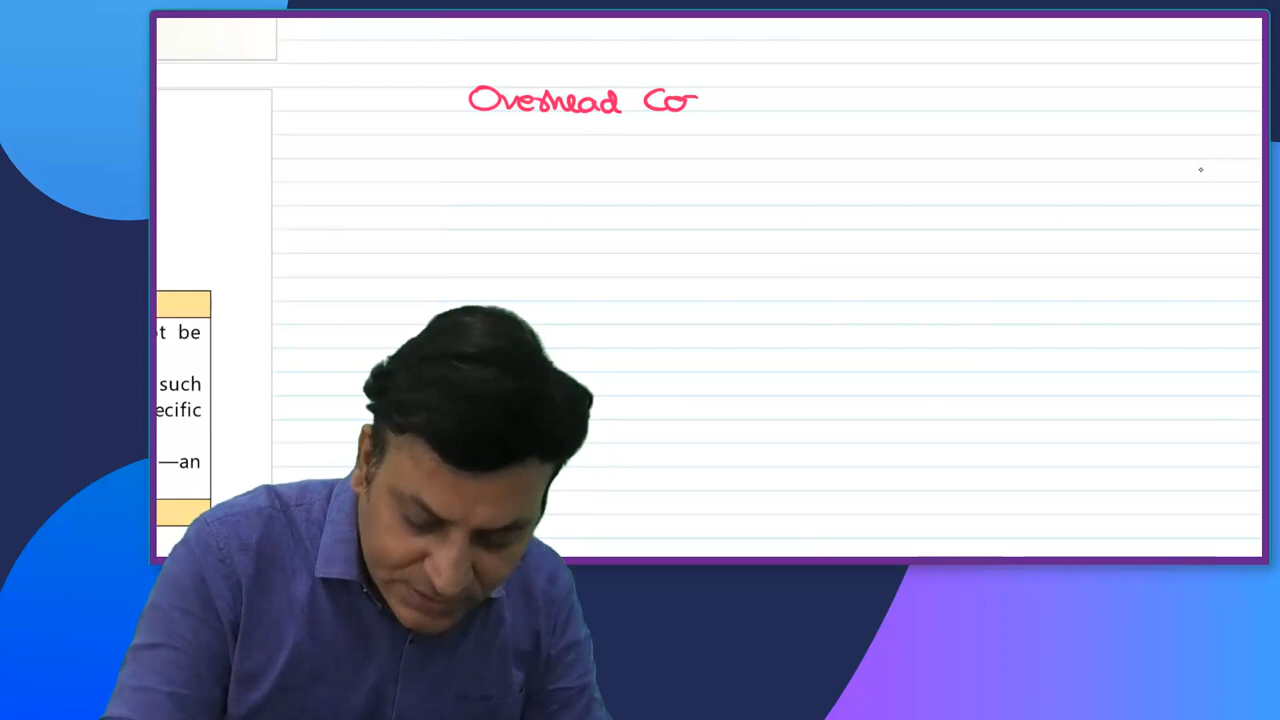 Overhead Co
t be
such
ecific
—an